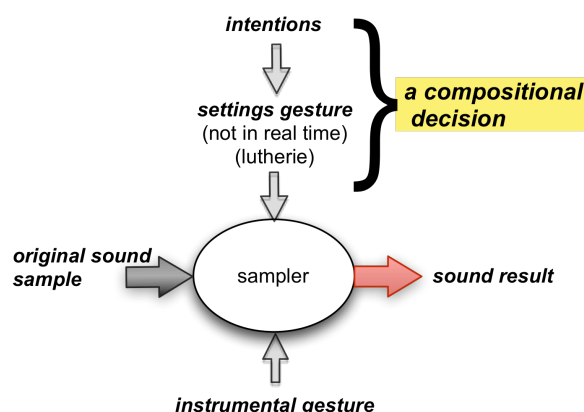 intentions
settings gesture
(not in real time)
(lutherie)
a compositional
decision
original sound
sample
sampler
sound result
instrumental gesture